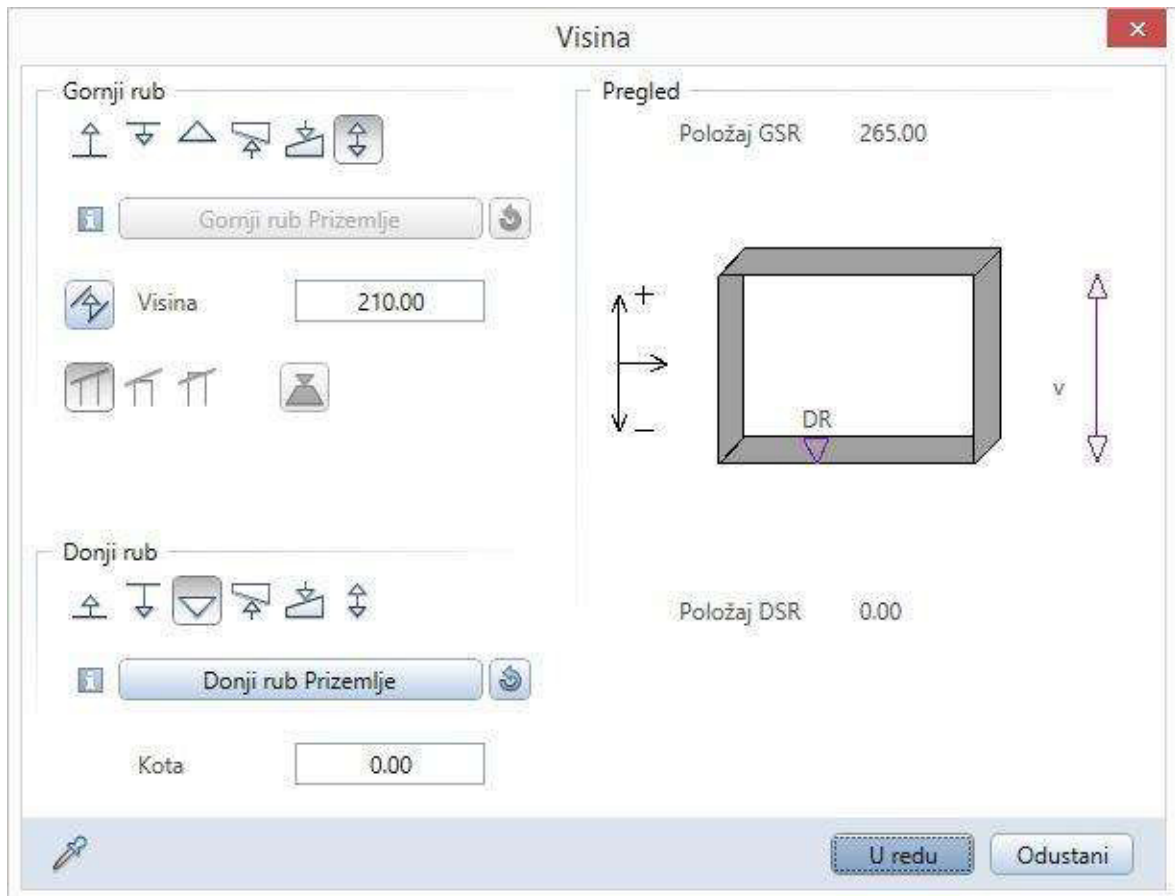 Visina
Gornji rub
Gornji rub Prizemlje
Visina 210.00
Donji rub
Donji rub Prizemlje
Kota 0.00
Pregled
Položaj GSR 265.00
+
–
DR
v
Položaj DSR 0.00
U redu
Odustani